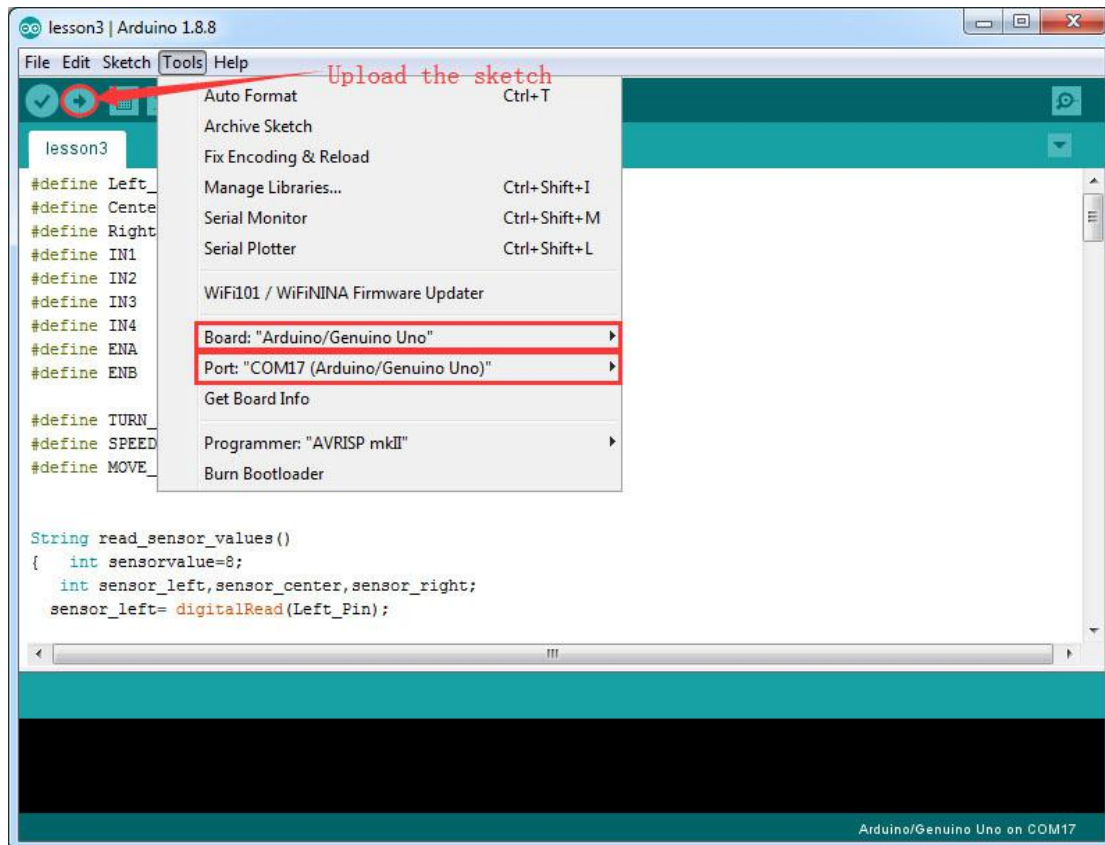 lesson3 | Arduino 1.8.8
File Edit Sketch Tools Help
Upload the sketch
Auto Format Ctrl+T
Archive Sketch
Fix Encoding & Reload
Manage Libraries... Ctrl+Shift+I
Serial Monitor Ctrl+Shift+M
Serial Plotter Ctrl+Shift+L
WiFi101 / WiFiNINA Firmware Updater
Board: "Arduino/Genuino Uno"
Port: "COM17 (Arduino/Genuino Uno)"
Get Board Info
Programmer: "AVRISP mkII"
Burn Bootloader
lesson3
#define Left_
#define Cente
#define Right
#define IN1
#define IN2
#define IN3
#define IN4
#define ENA
#define ENB
#define TURN_
#define SPEED
#define MOVE_
String read_sensor_values()
{ int sensorvalue=8;
int sensor_left,sensor_center,sensor_right;
sensor_left= digitalRead(Left_Pin);
Arduino/Genuino Uno on COM17